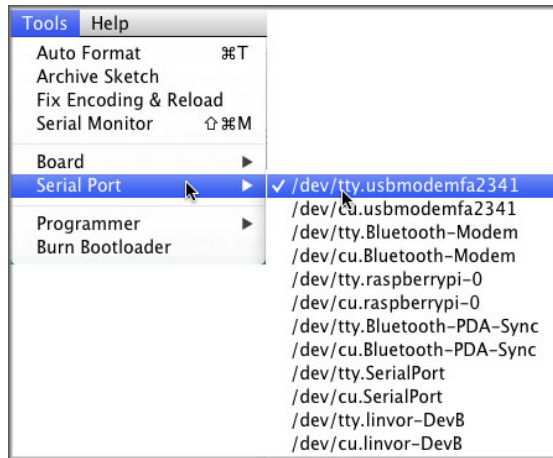 Tools Help
Auto Format ⌘T
Archive Sketch
Fix Encoding & Reload
Serial Monitor ⇧⌘M
Board ▶
Serial Port ▶
Programmer ▶
Burn Bootloader
✓ /dev/tty.usbmodemfa2341
/dev/cu.usbmodemfa2341
/dev/tty.Bluetooth-Modem
/dev/cu.Bluetooth-Modem
/dev/tty.raspberrypi-0
/dev/cu.raspberrypi-0
/dev/tty.Bluetooth-PDA-Sync
/dev/cu.Bluetooth-PDA-Sync
/dev/tty.SerialPort
/dev/cu.SerialPort
/dev/tty.linvor-DevB
/dev/cu.linvor-DevB